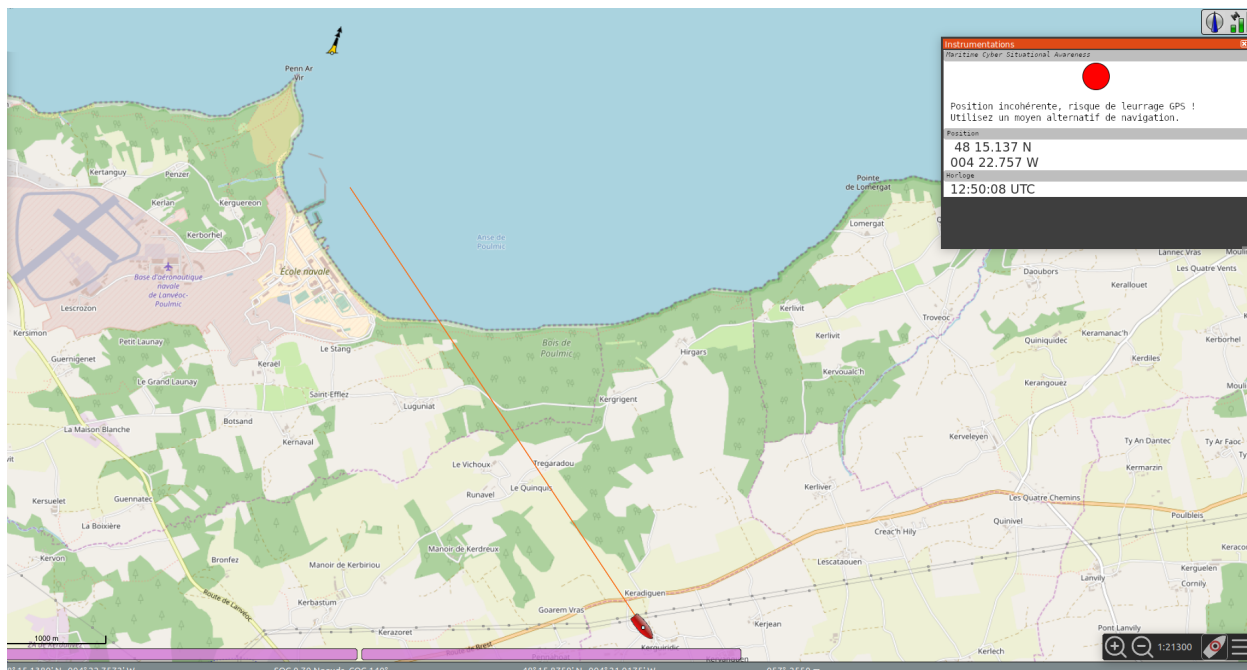 Instrumentations
Maritime Cyber Situational Awareness
Position incohérente, risque de leurrage GPS !
Utilisez un moyen alternatif de navigation.
Position
48 15.137 N
004 22.757 W
Horloge
12:50:08 UTC
Penn Ar
Vir
Kertanguy
Penzer
Kerlan
Kerguereon
Kerborhel
Pointe
de Lomergat
Lomergat
Anse de
Poulmic
École navale
Base d'aéronautique
navale
de Lanvéoc-
Poulmic
Lescrozon
Lannec Vras
Daoubors
Les Quatre Vents
Kerallouet
Kersimon
Petit Launay
Le Stang
Bois de
Poulmic
Kerlivit
Kerlivit
Troveoc
Quiniquidec
Keramanac'h
Kerborhel
Guernigenet
Kerael
Hirgars
Kervoualc'h
Kerdiles
Le Grand Launay
Saint-Efflez
Luguniat
Kergrigent
Kerangouez
La Maison Blanche
Botsand
Kernaval
Kerveleyen
Ty An Dantec
Ty Ar Faoc
Kermarzin
Le Vichoux
Tregaradou
Runavel
Le Quinquis
Kerliver
Kersuelet
Guennatec
Les Quatre Chemins
La Boixière
Quinivel
Poulbleis
Creac'h Hily
Kervon
Bronfez
Manoir de Kerbiriou
Manoir de Kerdreux
Lescataouen
Lanvily
Kerguelen
Cornily
Route de Lanvéoc
Kerbastum
Goarem Vras
Keradiguen
Kerazoret
Kerjean
Pont Lanvily
Kerlech
1000 m
1:21300